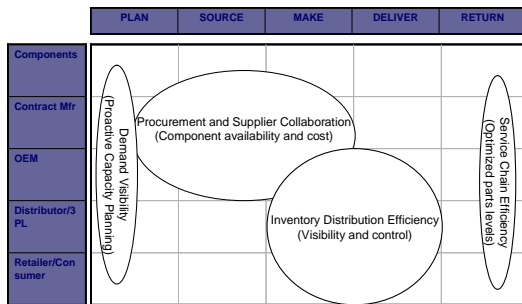 PLAN SOURCE MAKE DELIVER RETURN
Components
Contract Mfr
OEM
Distributor/3
PL
Retailer/Con
sumer
Demand Visibility
(Proactive Capacity Planning)
Procurement and Supplier Collaboration
(Component availability and cost)
Inventory Distribution Efficiency
(Visibility and control)
Service Chain Efficiency
(Optimized parts levels)